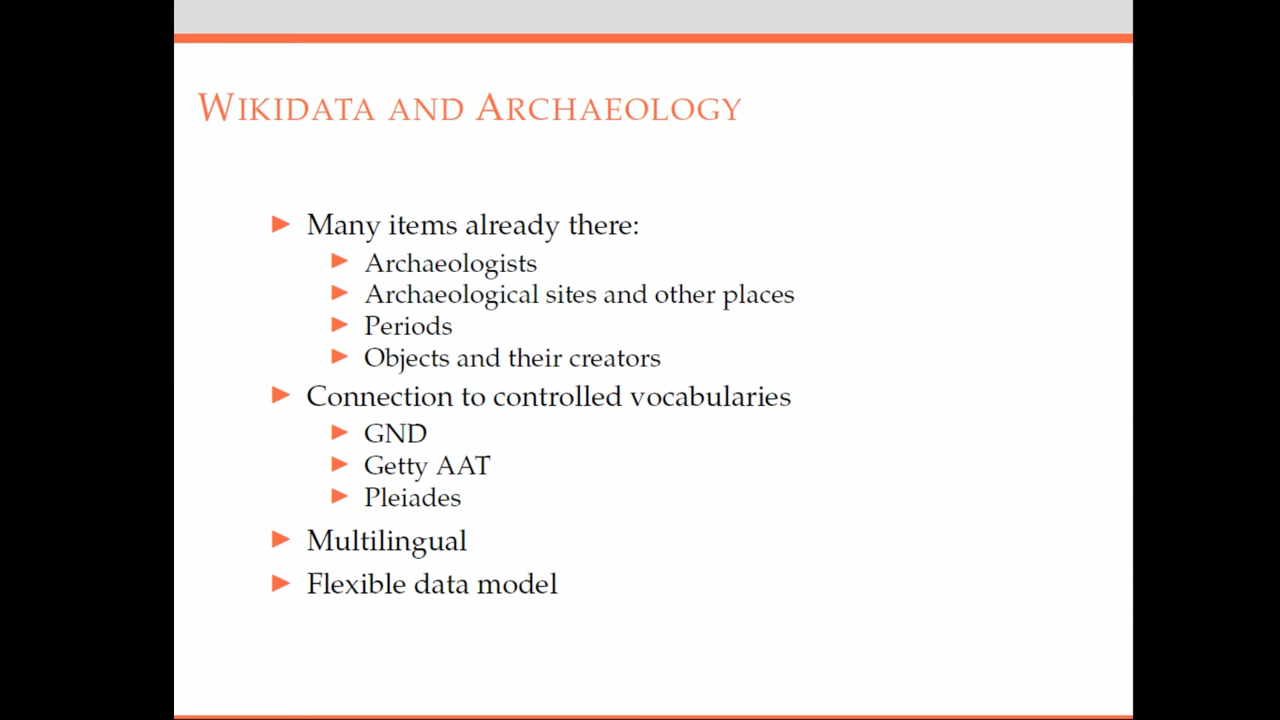 Wikidata and Archaeology
Many items already there:
Archaeologists
Archaeological sites and other places
Periods
Objects and their creators
Connection to controlled vocabularies
GND
Getty AAT
Pleiades
Multilingual
Flexible data model